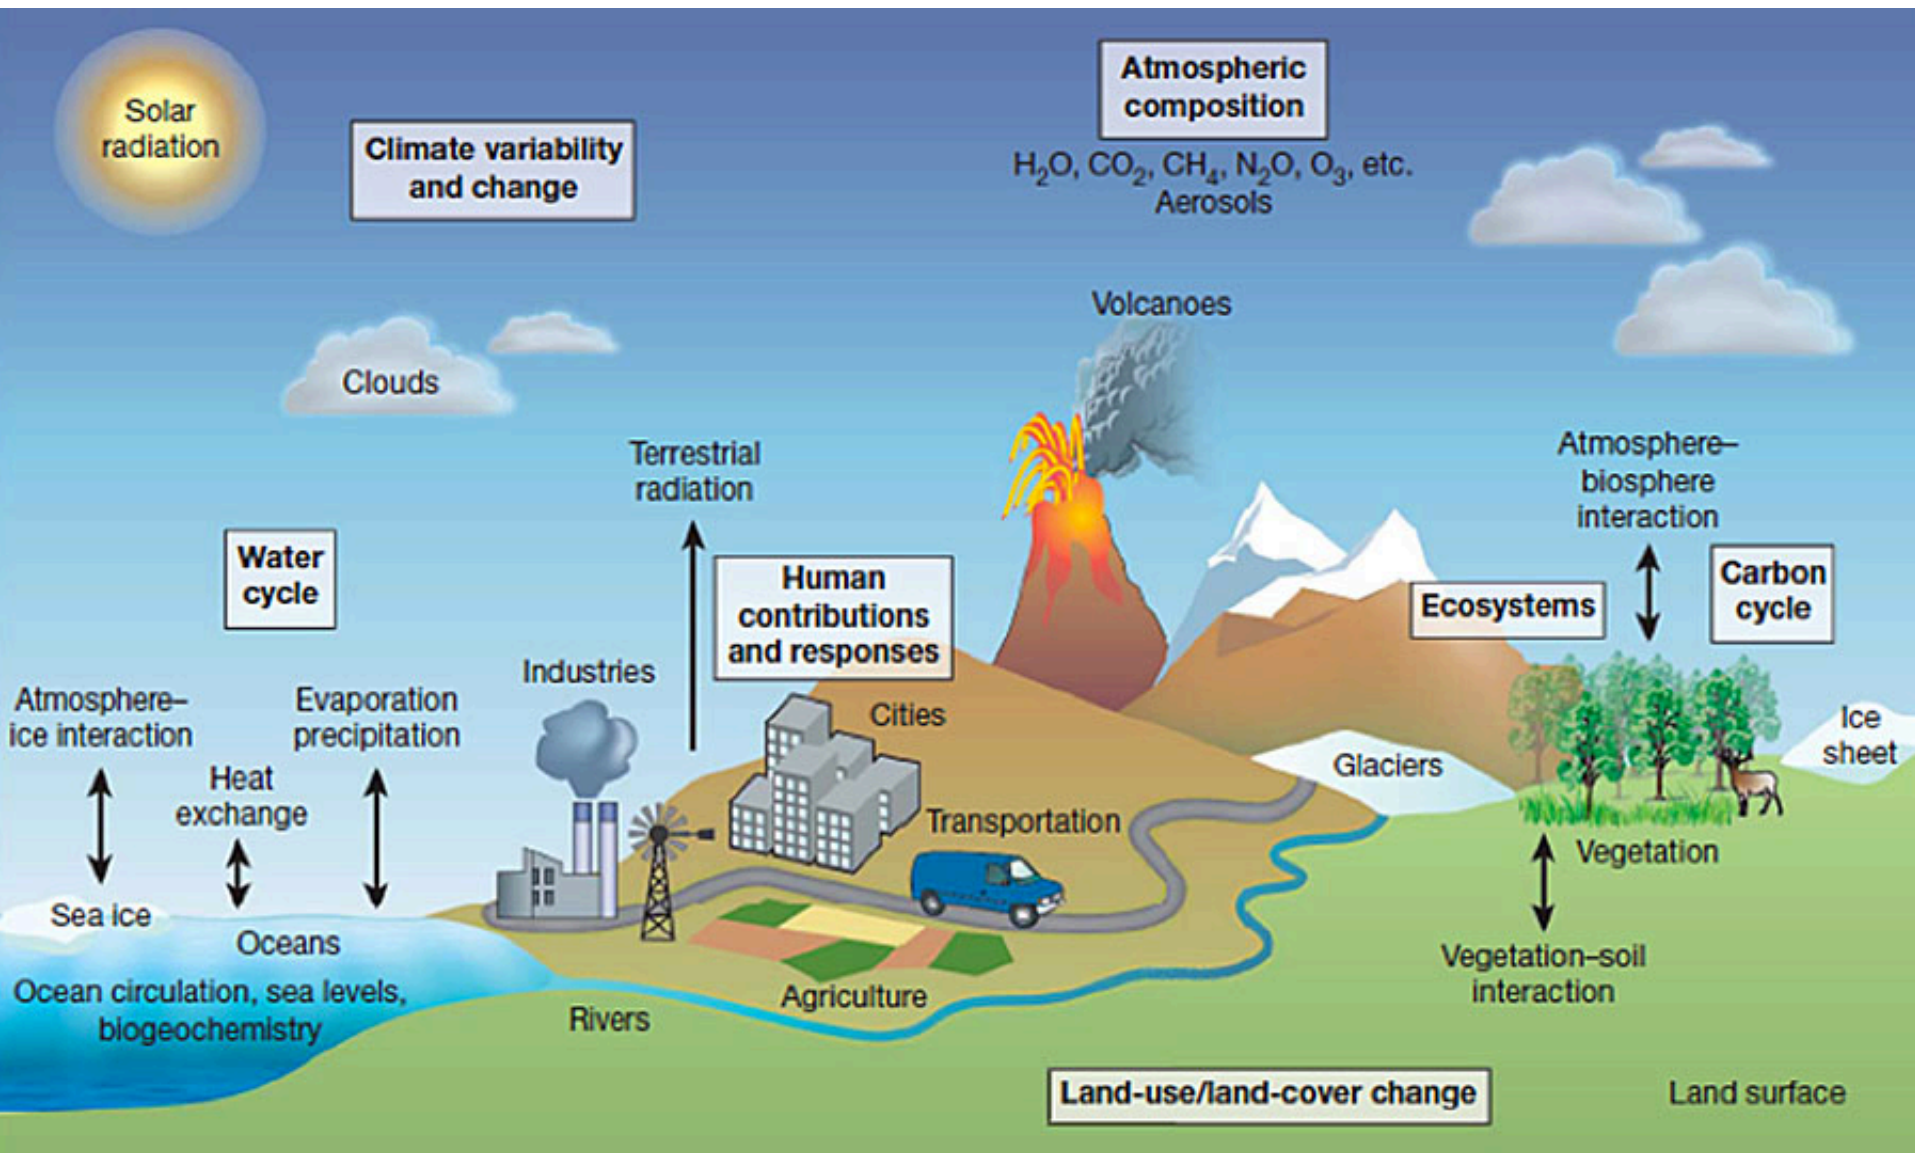 Solar
radiation
Climate variability
and change
Atmospheric
composition
H₂O, CO₂, CH₄, N₂O, O₃, etc.
Aerosols
Volcanoes
Clouds
Terrestrial
radiation
Atmosphere–
biosphere
interaction
Water
cycle
Human
contributions
and responses
Ecosystems
Carbon
cycle
Industries
Cities
Atmosphere–
ice interaction
Evaporation
precipitation
Heat
exchange
Transportation
Glaciers
Ice
sheet
Vegetation
Sea ice
Oceans
Ocean circulation, sea levels,
biogeochemistry
Rivers
Agriculture
Vegetation–soil
interaction
Land-use/land-cover change
Land surface